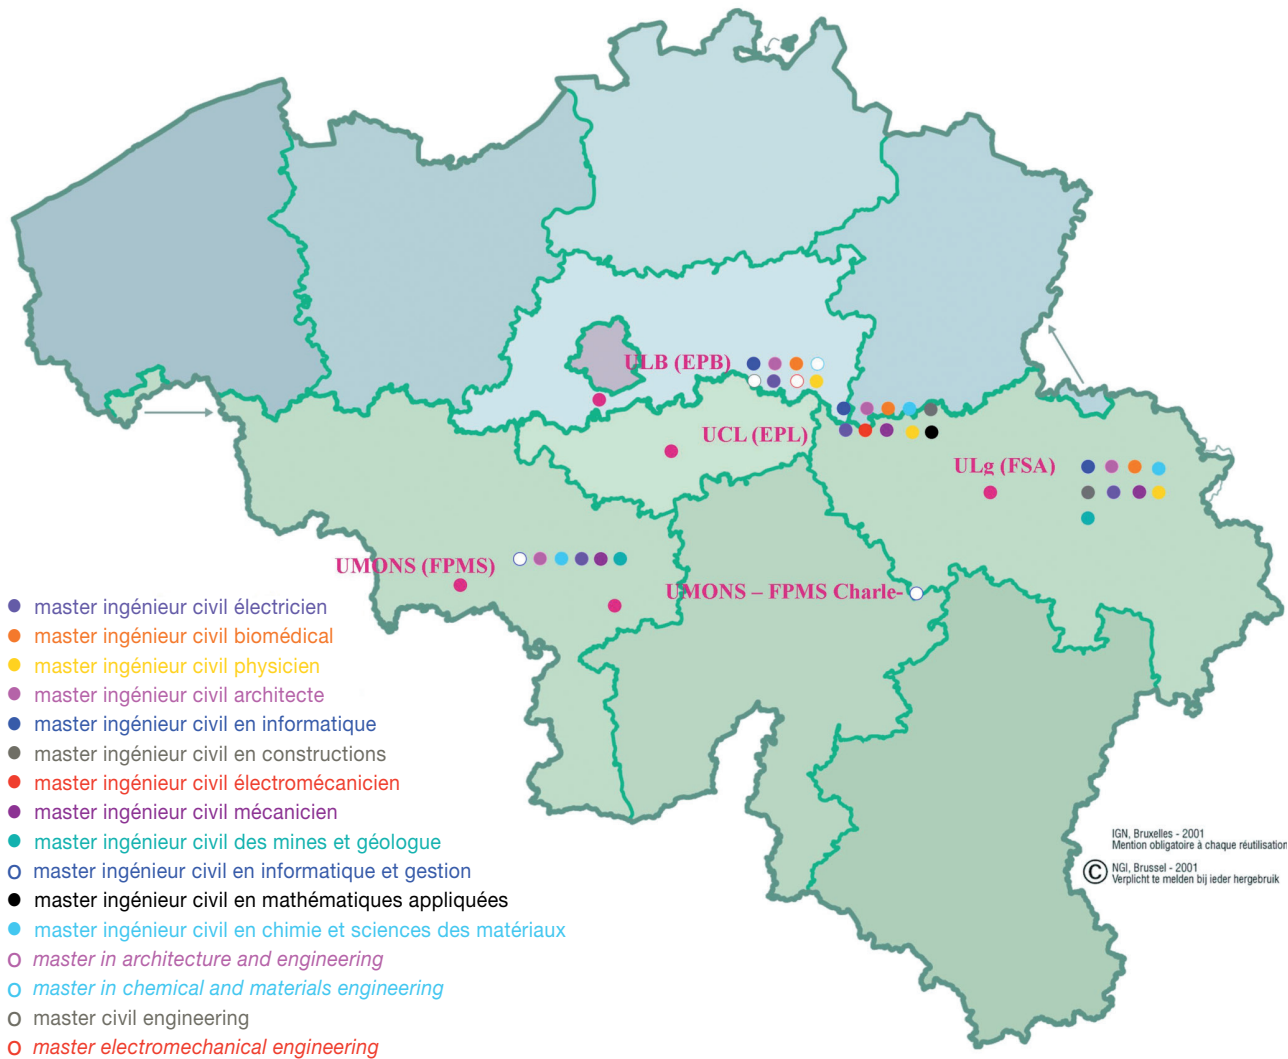 ULB (EPB)
UCL (EPL)
ULg (FSA)
UMONS (FPMS)
UMONS – FPMS Charle-
master ingénieur civil électricien
master ingénieur civil biomédical
master ingénieur civil physicien
master ingénieur civil architecte
master ingénieur civil en informatique
master ingénieur civil en constructions
master ingénieur civil électromécanicien
master ingénieur civil mécanicien
master ingénieur civil des mines et géologue
master ingénieur civil en informatique et gestion
master ingénieur civil en mathématiques appliquées
master ingénieur civil en chimie et sciences des matériaux
master in architecture and engineering
master in chemical and materials engineering
master civil engineering
master electromechanical engineering
IGN, Bruxelles - 2001
Mention obligatoire à chaque réutilisation
© NGI, Brussel - 2001
Verplicht te melden bij ieder hergebruik